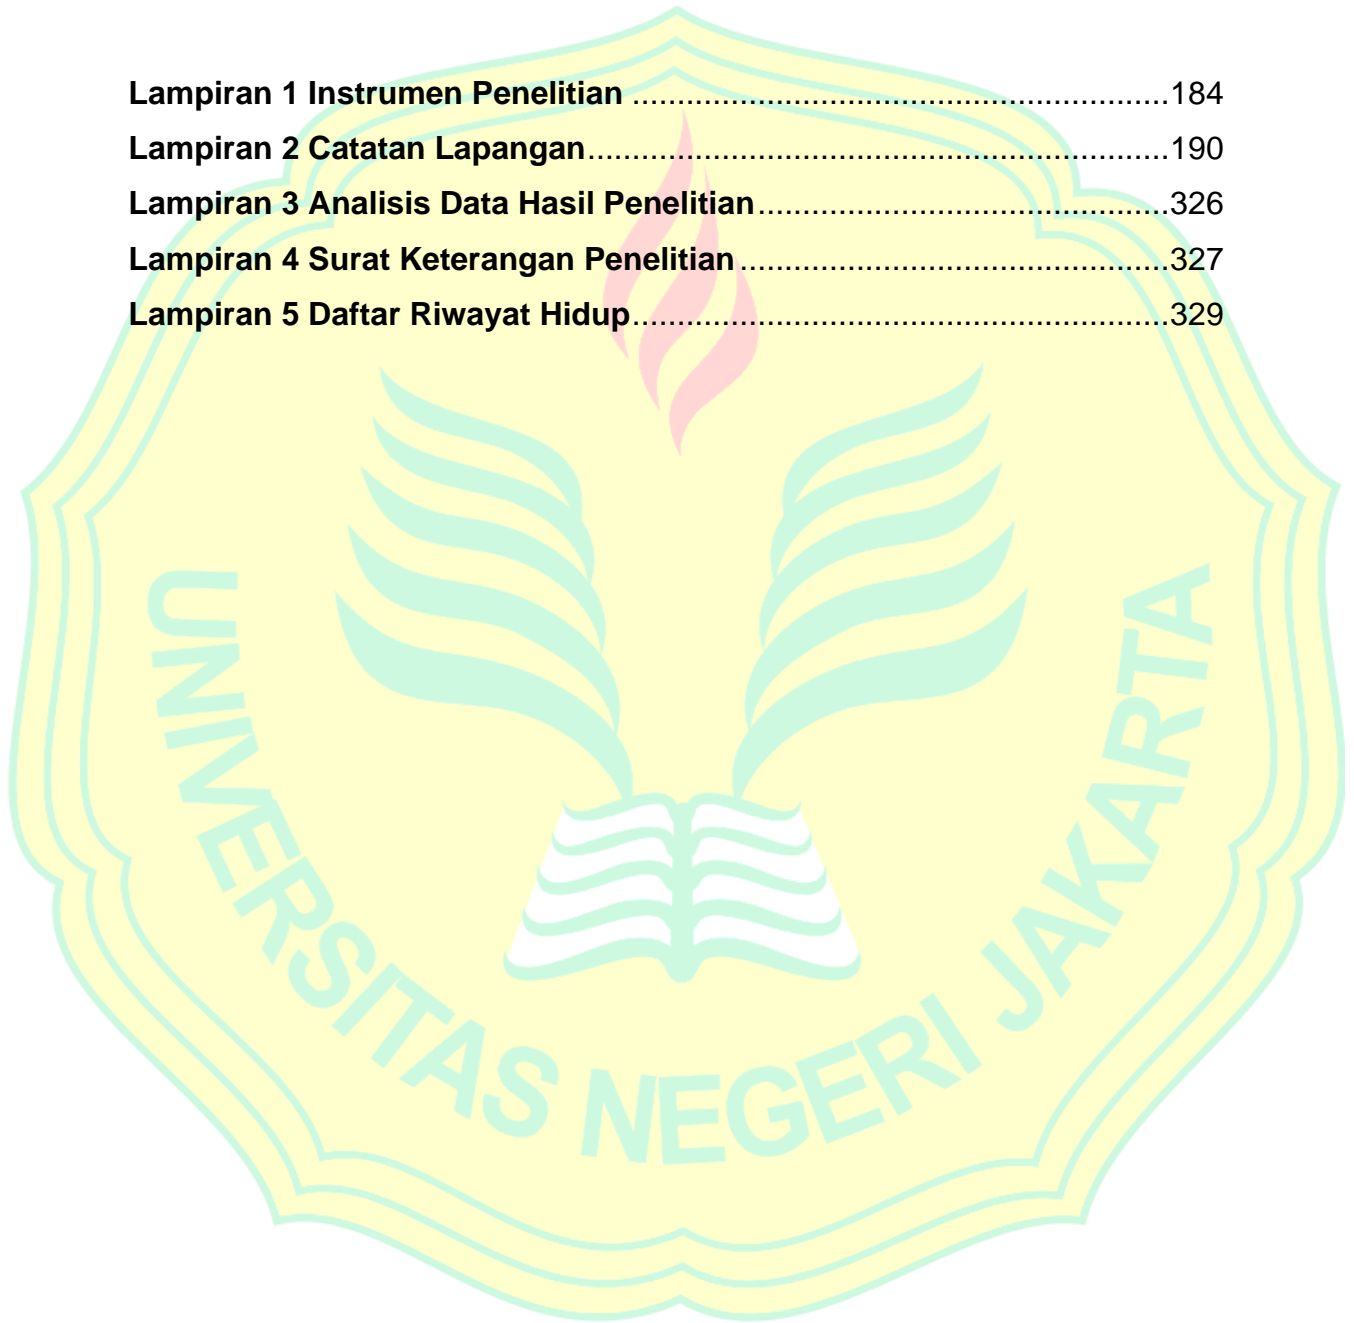 Lampiran 1 Instrumen Penelitian ............................................................184
Lampiran 2 Catatan Lapangan.................................................................190
Lampiran 3 Analisis Data Hasil Penelitian..............................................326
Lampiran 4 Surat Keterangan Penelitian ................................................327
Lampiran 5 Daftar Riwayat Hidup............................................................329
UNIVERSITAS NEGERI JAKARTA